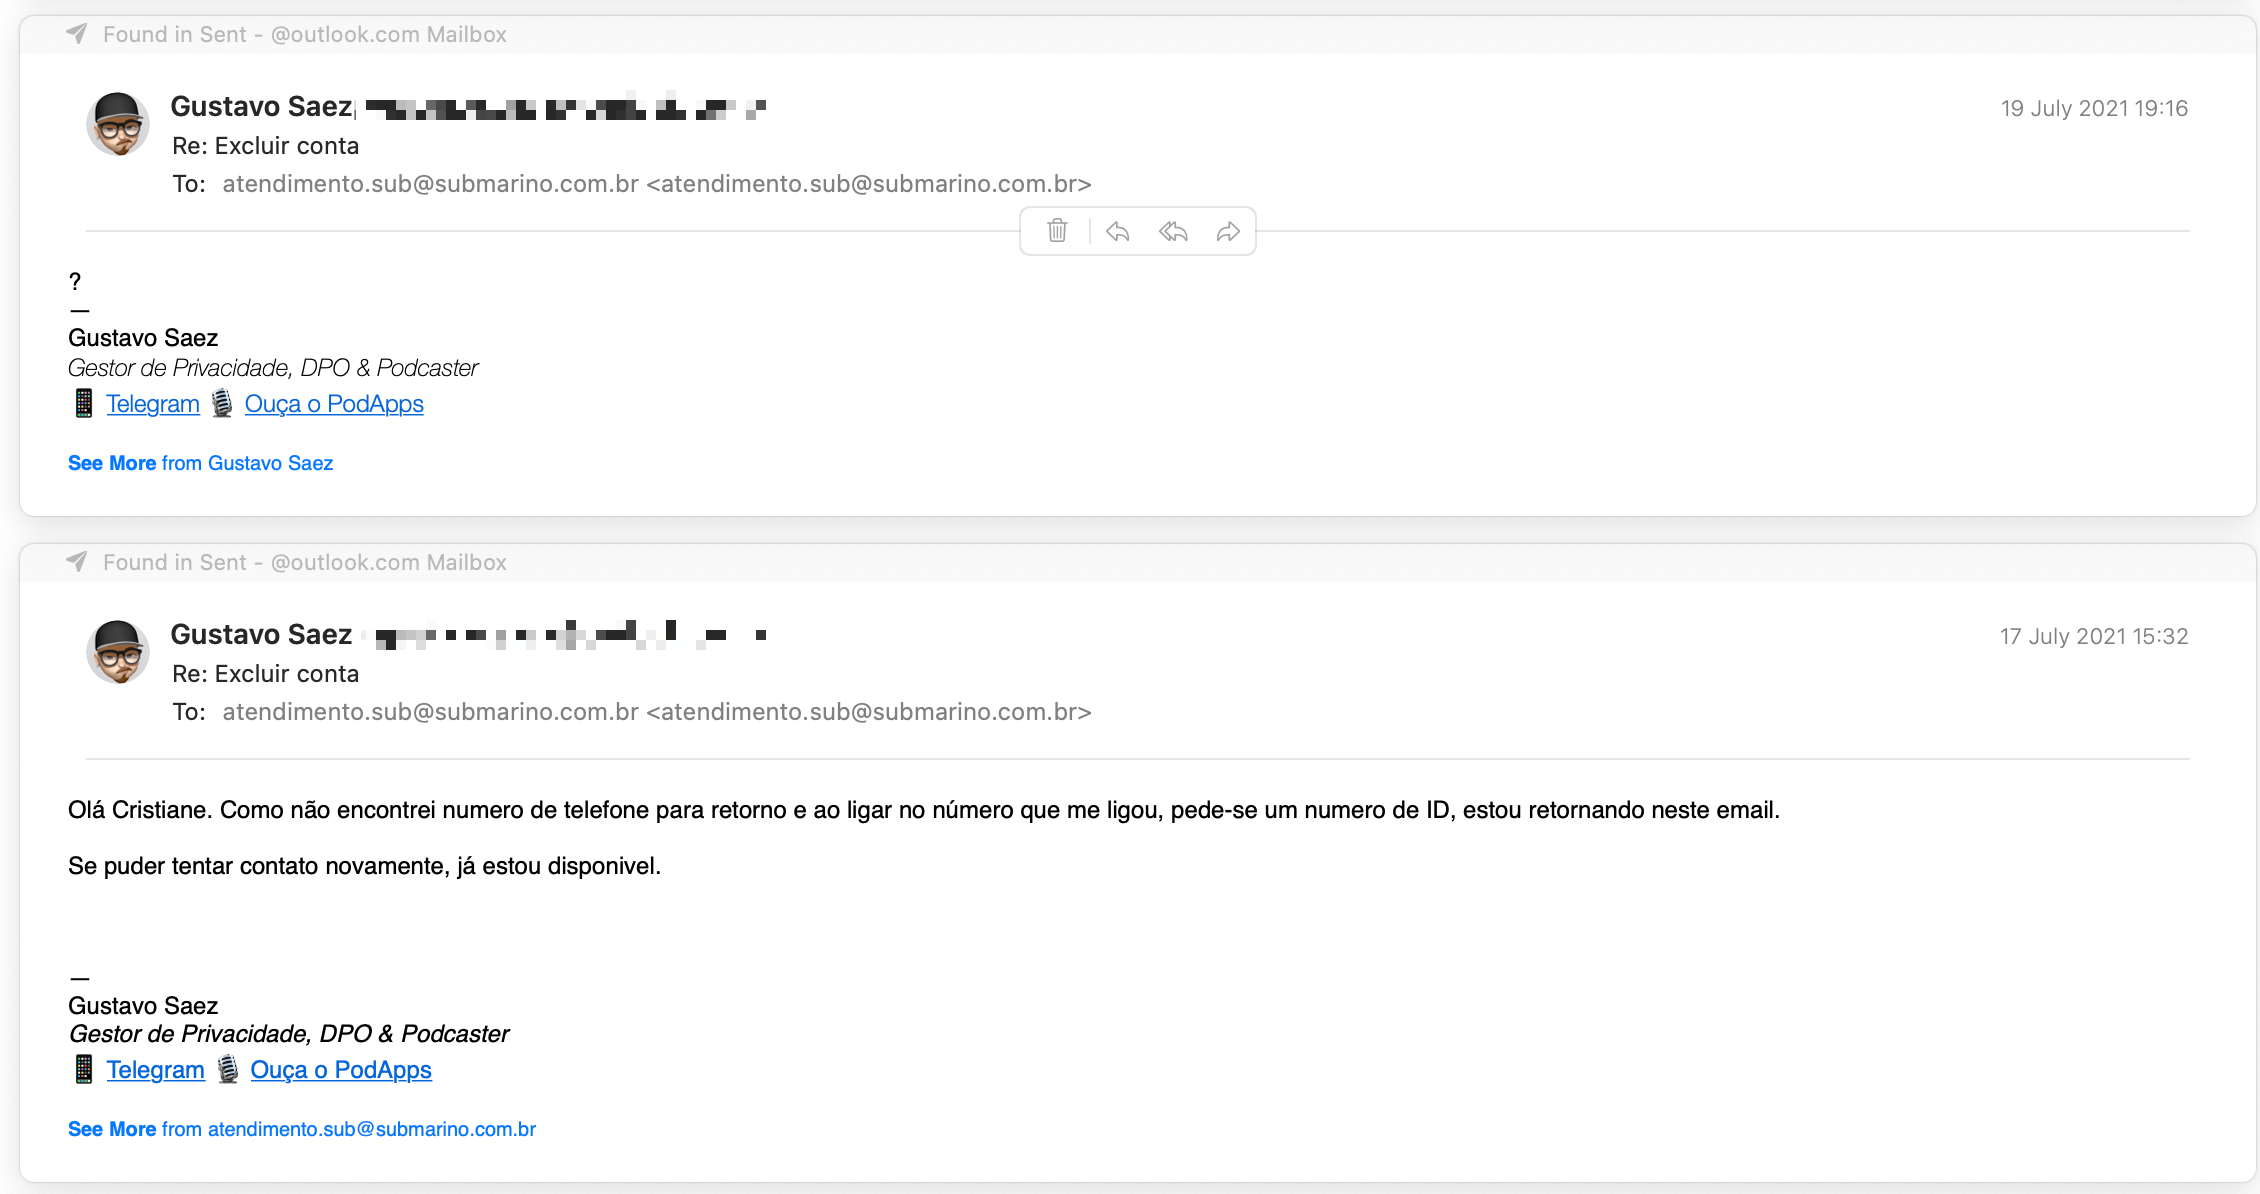 Found in Sent - @outlook.com Mailbox
Gustavo Saez
19 July 2021 19:16
Re: Excluir conta
To: atendimento.sub@submarino.com.br <atendimento.sub@submarino.com.br>
?
—
Gustavo Saez
Gestor de Privacidade, DPO & Podcaster
📱 Telegram 🎙 Ouça o PodApps
See More from Gustavo Saez
Found in Sent - @outlook.com Mailbox
Gustavo Saez
17 July 2021 15:32
Re: Excluir conta
To: atendimento.sub@submarino.com.br <atendimento.sub@submarino.com.br>
Olá Cristiane. Como não encontrei numero de telefone para retorno e ao ligar no número que me ligou, pede-se um numero de ID, estou retornando neste email.
Se puder tentar contato novamente, já estou disponivel.
—
Gustavo Saez
Gestor de Privacidade, DPO & Podcaster
📱 Telegram 🎙 Ouça o PodApps
See More from atendimento.sub@submarino.com.br